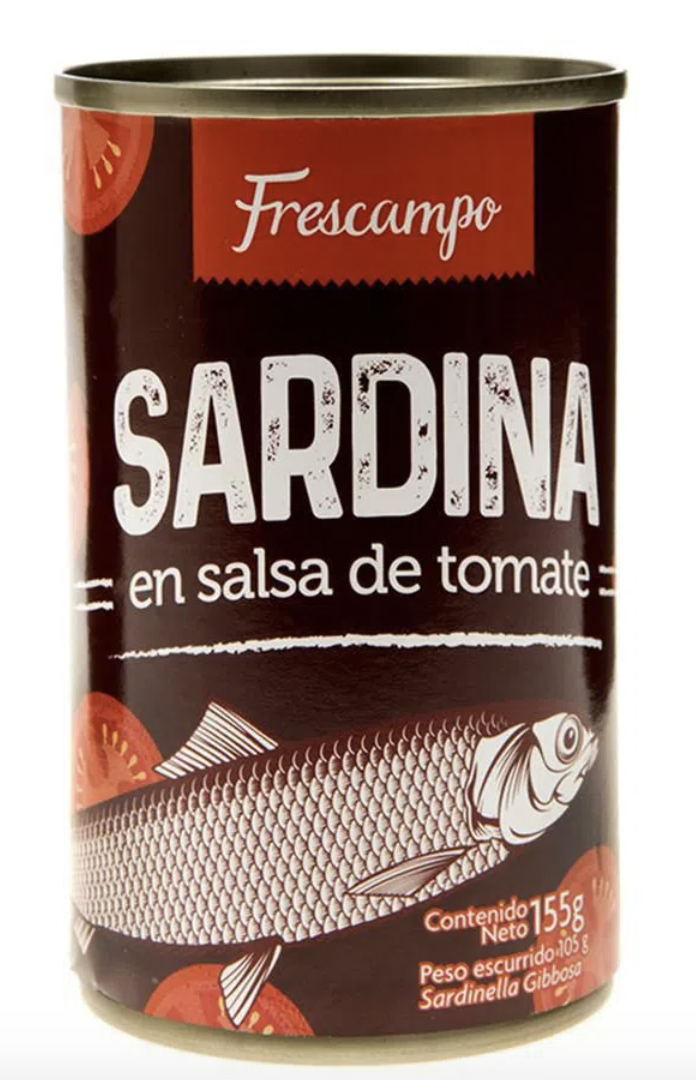 Frescampo
SARDINA
en salsa de tomate
Contenido Neto 155g
Peso escurrido 105 g
Sardinella Gibbosa